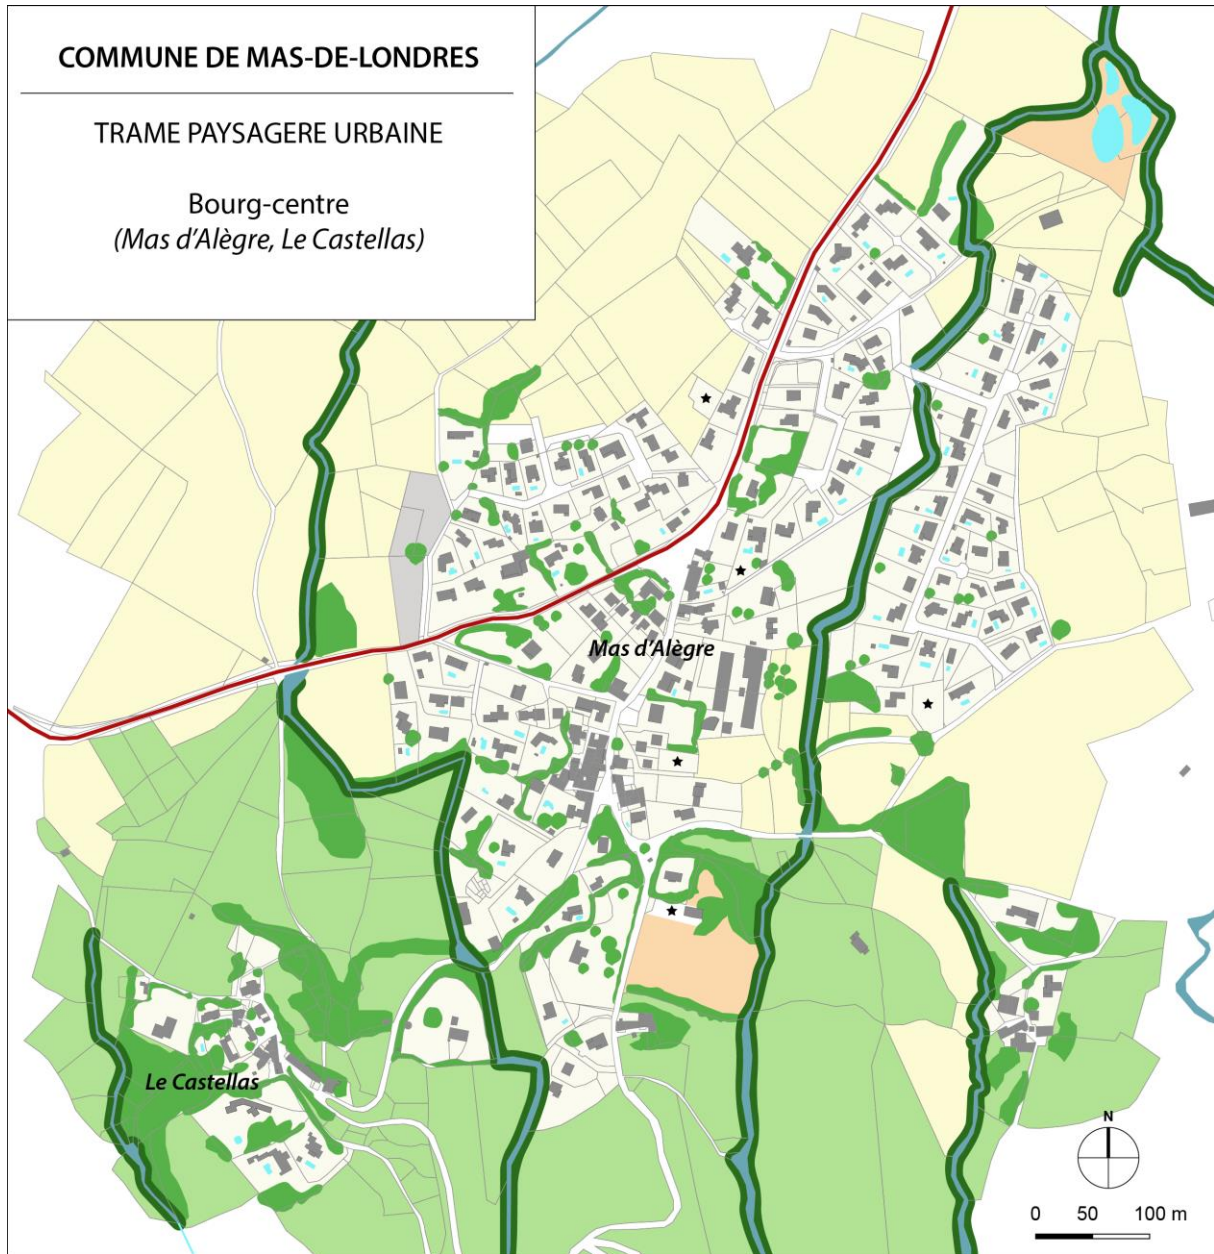 COMMUNE DE MAS-DE-LONDRES
TRAME PAYSAGERE URBAINE
Bourg-centre
(Mas d'Alègre, Le Castellas)
Mas d'Alègre
Le Castellas
N
0 50 100 m